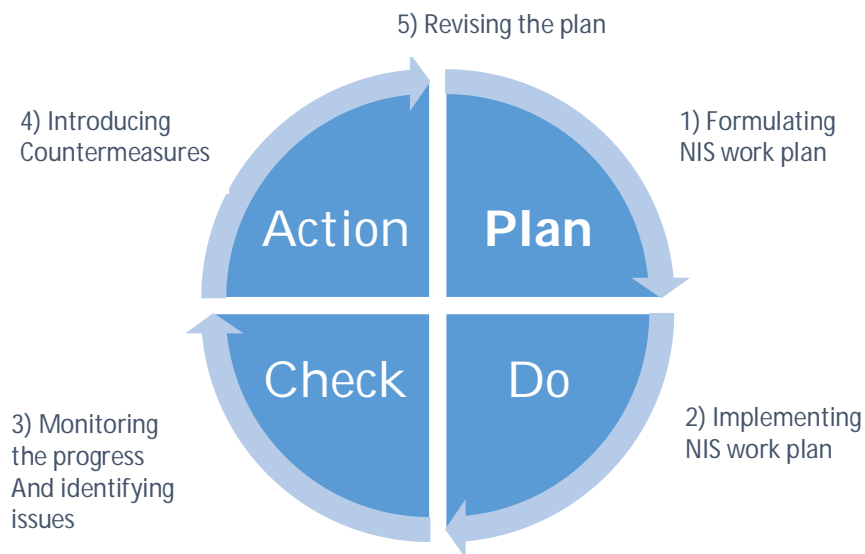 5) Revising the plan
4) Introducing
Countermeasures
1) Formulating
NIS work plan
Action
Plan
Check
Do
3) Monitoring
the progress
And identifying
issues
2) Implementing
NIS work plan